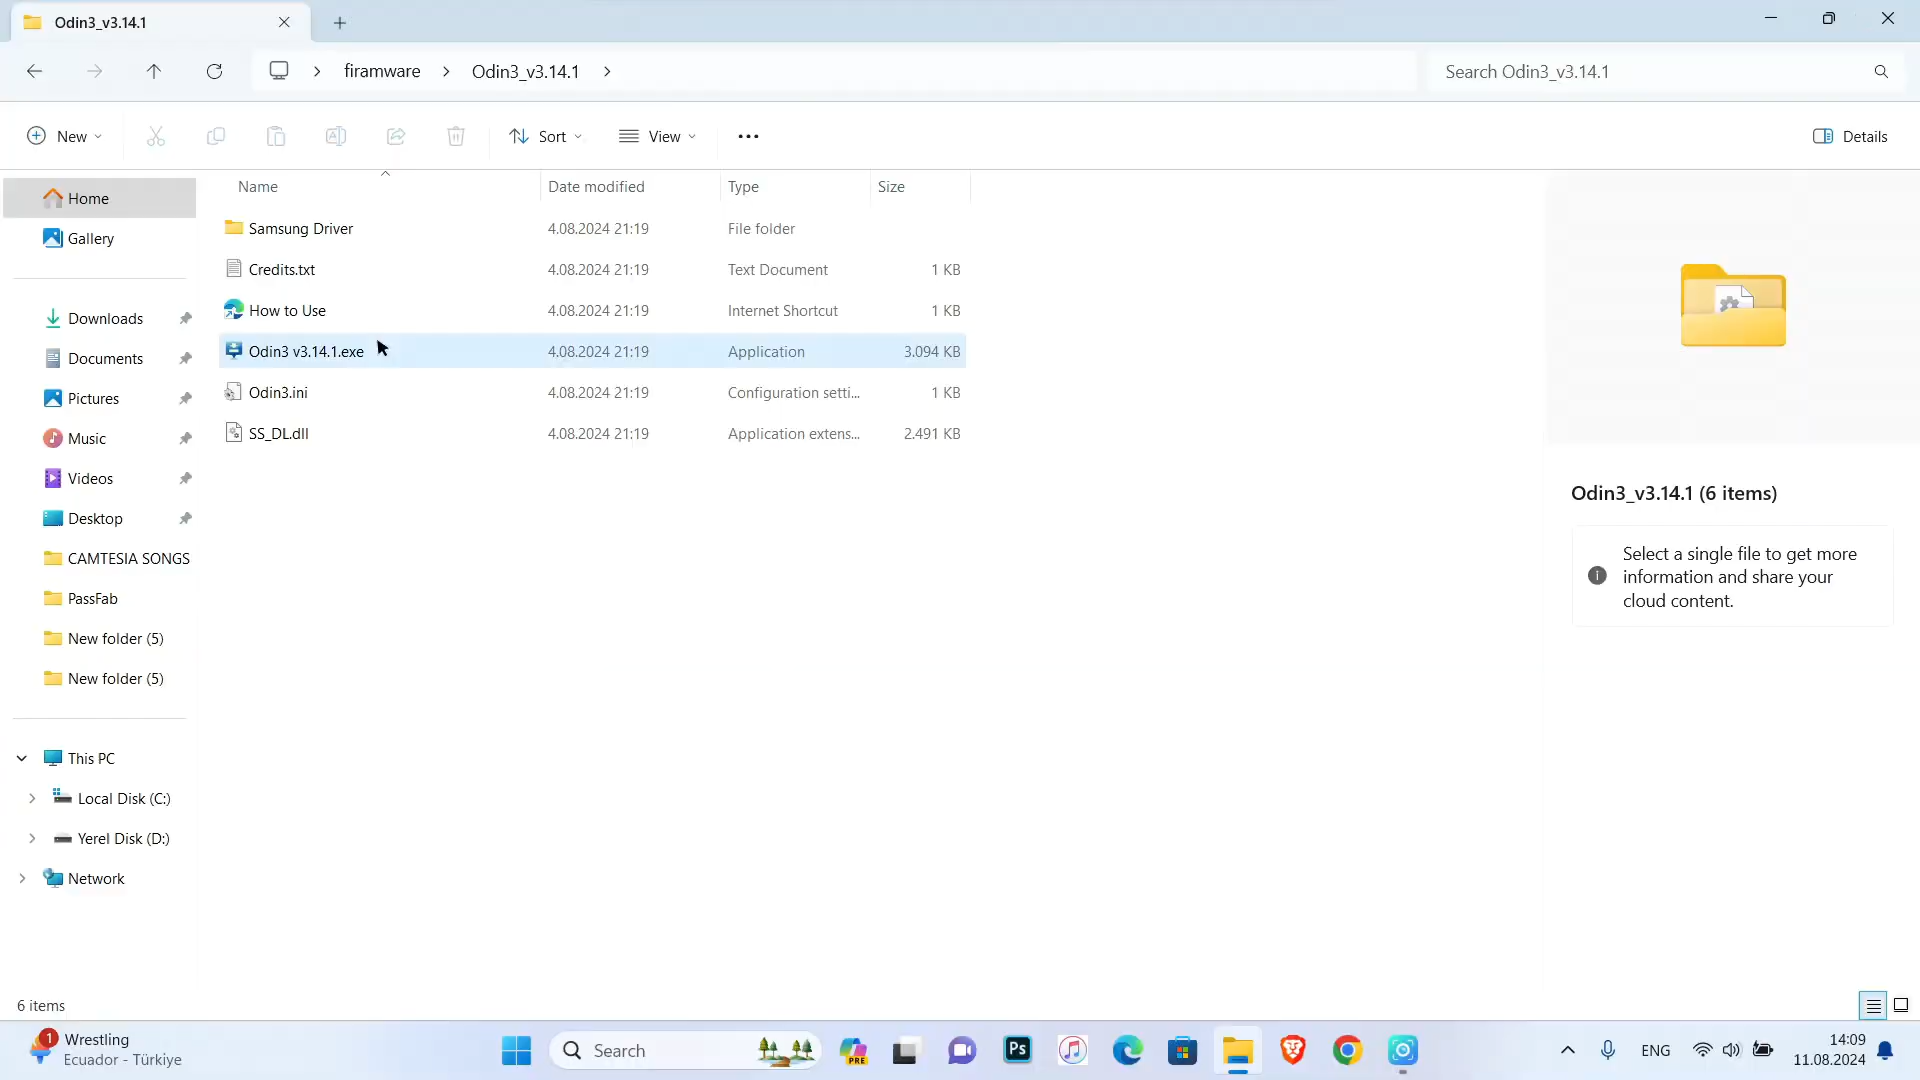 Odin3_v3.14.1
firamware
Odin3_v3.14.1
Search Odin3_v3.14.1
New
Sort
View
Details
Name
Date modified
Type
Size
Home
Gallery
Downloads
Documents
Pictures
Music
Videos
Desktop
CAMTESIA SONGS
PassFab
New folder (5)
New folder (5)
This PC
Local Disk (C:)
Yerel Disk (D:)
Network
Samsung Driver 4.08.2024 21:19 File folder
Credits.txt 4.08.2024 21:19 Text Document 1 KB
How to Use 4.08.2024 21:19 Internet Shortcut 1 KB
Odin3 v3.14.1.exe 4.08.2024 21:19 Application 3.094 KB
Odin3.ini 4.08.2024 21:19 Configuration setti... 1 KB
SS_DL.dll 4.08.2024 21:19 Application extens... 2.491 KB
Odin3_v3.14.1 (6 items)
Select a single file to get more
information and share your
cloud content.
6 items
1
Wrestling
Ecuador - Türkiye
Search
PRE
Ps
ENG
14:09
11.08.2024